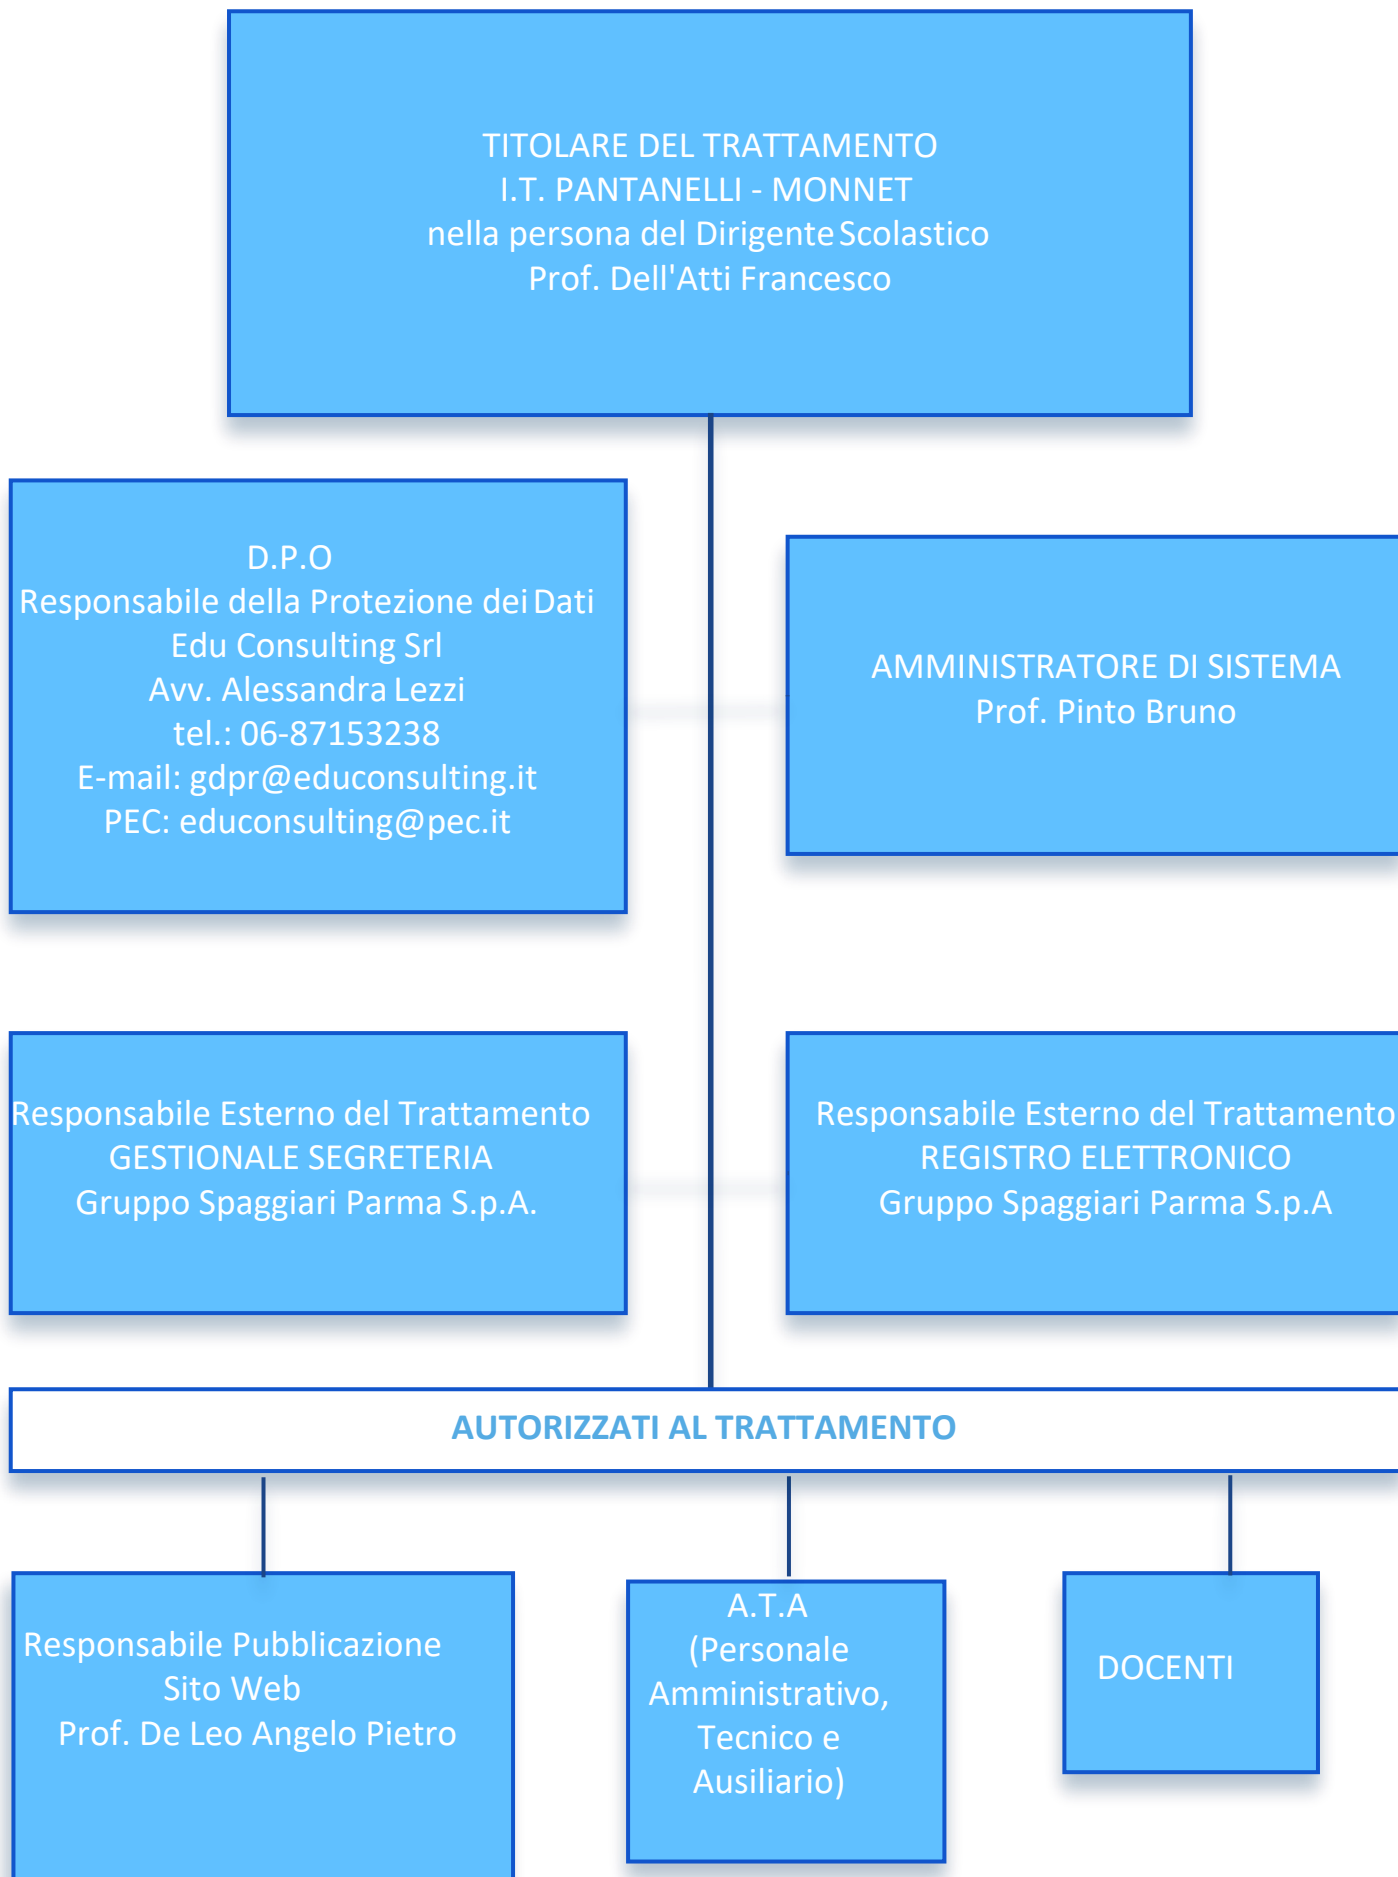 TITOLARE DEL TRATTAMENTO
I.T. PANTANELLI - MONNET
nella persona del Dirigente Scolastico
Prof. Dell'Atti Francesco
D.P.O
Responsabile della Protezione dei Dati
Edu Consulting Srl
Avv. Alessandra Lezzi
tel.: 06-87153238
E-mail: gdpr@educonsulting.it
PEC: educonsulting@pec.it
AMMINISTRATORE DI SISTEMA
Prof. Pinto Bruno
Responsabile Esterno del Trattamento
GESTIONALE SEGRETERIA
Gruppo Spaggiari Parma S.p.A.
Responsabile Esterno del Trattamento
REGISTRO ELETTRONICO
Gruppo Spaggiari Parma S.p.A
AUTORIZZATI AL TRATTAMENTO
Responsabile Pubblicazione
Sito Web
Prof. De Leo Angelo Pietro
A.T.A
(Personale
Amministrativo,
Tecnico e
Ausiliario)
DOCENTI